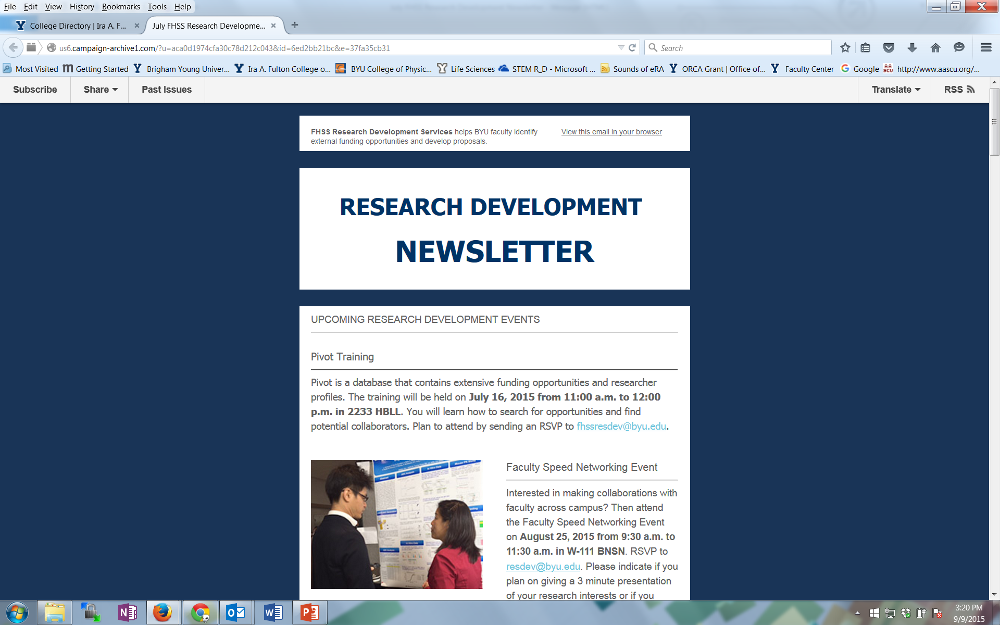 File Edit View History Bookmarks Tools Help
College Directory | Ira A. F...
July FHSS Research Developme...
us6.campaign-archive1.com/?u=aca0d1974cfa30c78d212c043&id=6ed2bb21bc&e=37fa35cb31
Search
Most Visited Getting Started Brigham Young Univer... Ira A. Fulton College o... BYU College of Physic... Life Sciences STEM R_D - Microsoft ... Sounds of eRA ORCA Grant | Office of... Faculty Center Google http://www.aascu.org/...
Subscribe Share Past Issues Translate RSS
FHSS Research Development Services helps BYU faculty identify
external funding opportunities and develop proposals.
View this email in your browser
RESEARCH DEVELOPMENT
NEWSLETTER
UPCOMING RESEARCH DEVELOPMENT EVENTS
Pivot Training
Pivot is a database that contains extensive funding opportunities and researcher
profiles. The training will be held on July 16, 2015 from 11:00 a.m. to 12:00
p.m. in 2233 HBLL. You will learn how to search for opportunities and find
potential collaborators. Plan to attend by sending an RSVP to fhssresdev@byu.edu.
Faculty Speed Networking Event
Interested in making collaborations with
faculty across campus? Then attend
the Faculty Speed Networking Event
on August 25, 2015 from 9:30 a.m. to
11:30 a.m. in W-111 BNSN. RSVP to
resdev@byu.edu. Please indicate if you
plan on giving a 3 minute presentation
of your research interests or if you
3:20 PM
9/9/2015